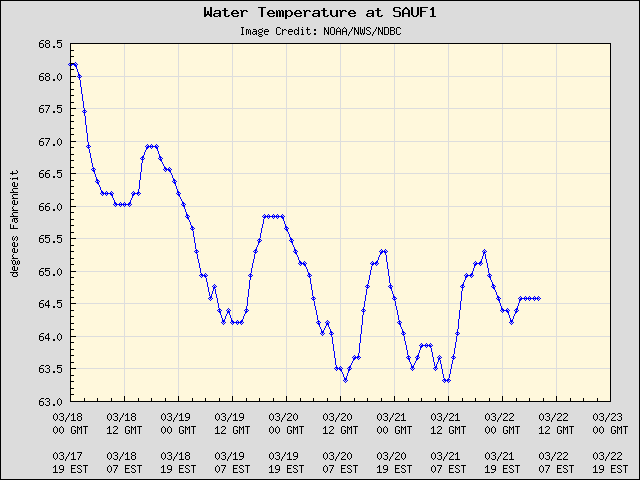 Water Temperature at SAUF1
Image Credit: NOAA/NWS/NDBC
degrees Fahrenheit
68.5
68.0
67.5
67.0
66.5
66.0
65.5
65.0
64.5
64.0
63.5
63.0
03/18 03/18 03/19 03/19 03/20 03/20 03/21 03/21 03/22 03/22 03/23
00 GMT 12 GMT 00 GMT 12 GMT 00 GMT 12 GMT 00 GMT 12 GMT 00 GMT 12 GMT 00 GMT
03/17 03/18 03/18 03/19 03/19 03/20 03/20 03/21 03/21 03/22 03/22
19 EST 07 EST 19 EST 07 EST 19 EST 07 EST 19 EST 07 EST 19 EST 07 EST 19 EST